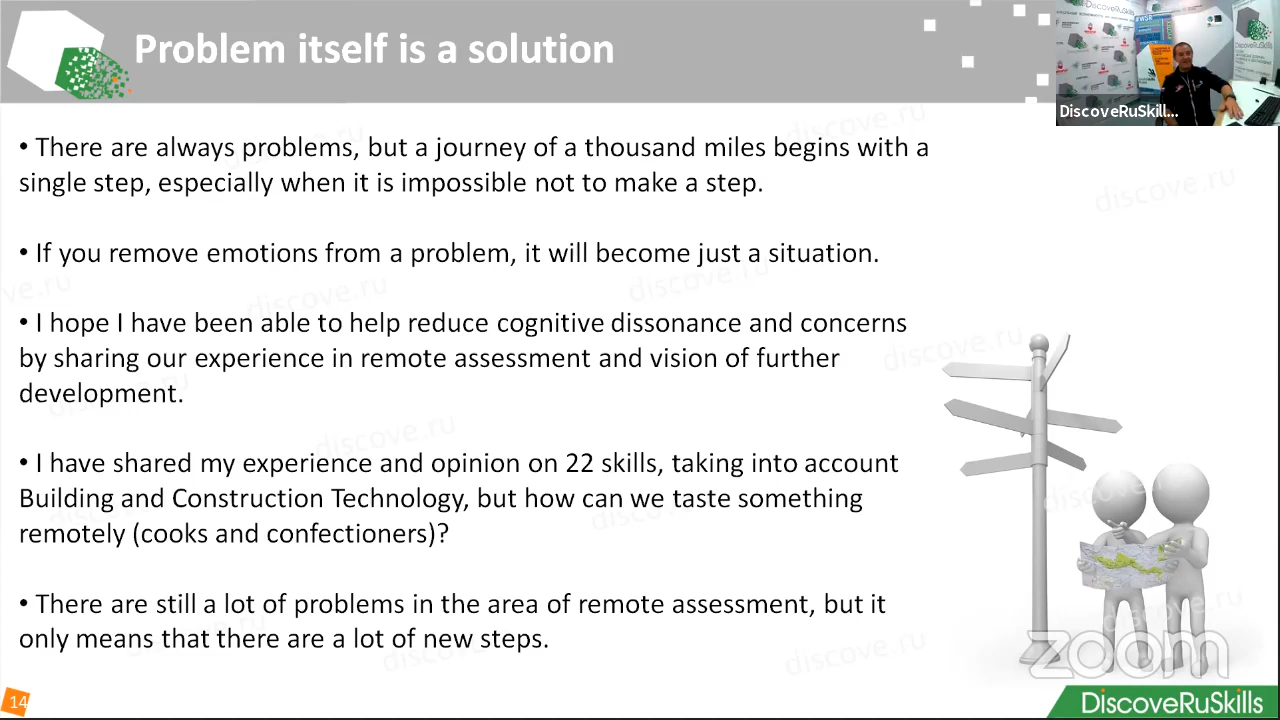 Problem itself is a solution
DiscoveRuSkills
#WSR
DiscoveRuSkill...
• There are always problems, but a journey of a thousand miles begins with a
single step, especially when it is impossible not to make a step.
• If you remove emotions from a problem, it will become just a situation.
• I hope I have been able to help reduce cognitive dissonance and concerns
by sharing our experience in remote assessment and vision of further
development.
• I have shared my experience and opinion on 22 skills, taking into account
Building and Construction Technology, but how can we taste something
remotely (cooks and confectioners)?
• There are still a lot of problems in the area of remote assessment, but it
only means that there are a lot of new steps.
discove.ru
zoom
14
DiscoveRuSkills